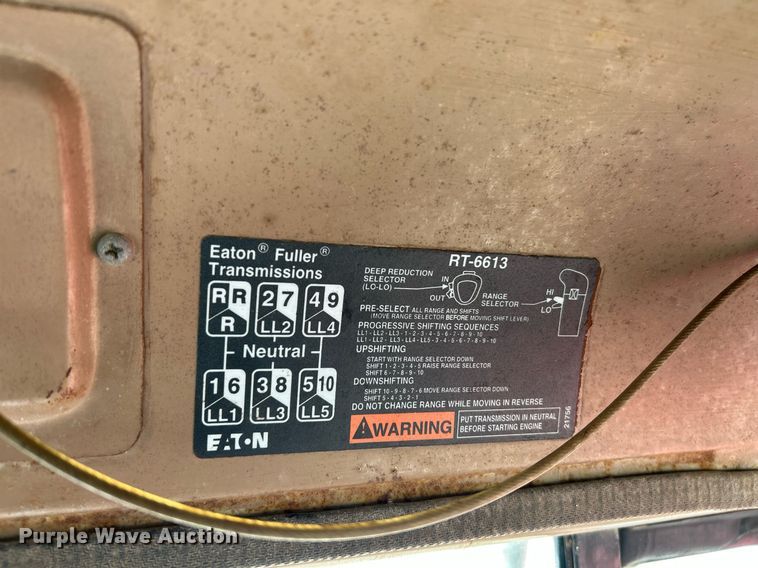 Eaton® Fuller®
Transmissions
RT-6613
R R 2 7 4 9
R LL2 LL4
Neutral
1 6 3 8 5 10
LL1 LL3 LL5
EATON
DEEP REDUCTION
SELECTOR
(LO-LO)
IN
OUT
RANGE
SELECTOR
HI
LO
PRE-SELECT ALL RANGE AND SHIFTS
(MOVE RANGE SELECTOR BEFORE MOVING SHIFT LEVER)
PROGRESSIVE SHIFTING SEQUENCES
LL1 - LL2 - LL3 - 1 - 2 - 3 - 4 - 5 - 6 - 7 - 8 - 9 - 10
LL1 - LL2 - LL3 - LL4 - LL5 - 3 - 4 - 5 - 6 - 7 - 8 - 9 - 10
UPSHIFTING
START WITH RANGE SELECTOR DOWN
SHIFT 1 - 2 - 3 - 4 - 5 RAISE RANGE SELECTOR
SHIFT 6 - 7 - 8 - 9 - 10
DOWNSHIFTING
SHIFT 10 - 9 - 8 - 7 - 6 MOVE RANGE SELECTOR DOWN
SHIFT 5 - 4 - 3 - 2 - 1
DO NOT CHANGE RANGE WHILE MOVING IN REVERSE
WARNING
PUT TRANSMISSION IN NEUTRAL
BEFORE STARTING ENGINE
21756
Purple Wave Auction